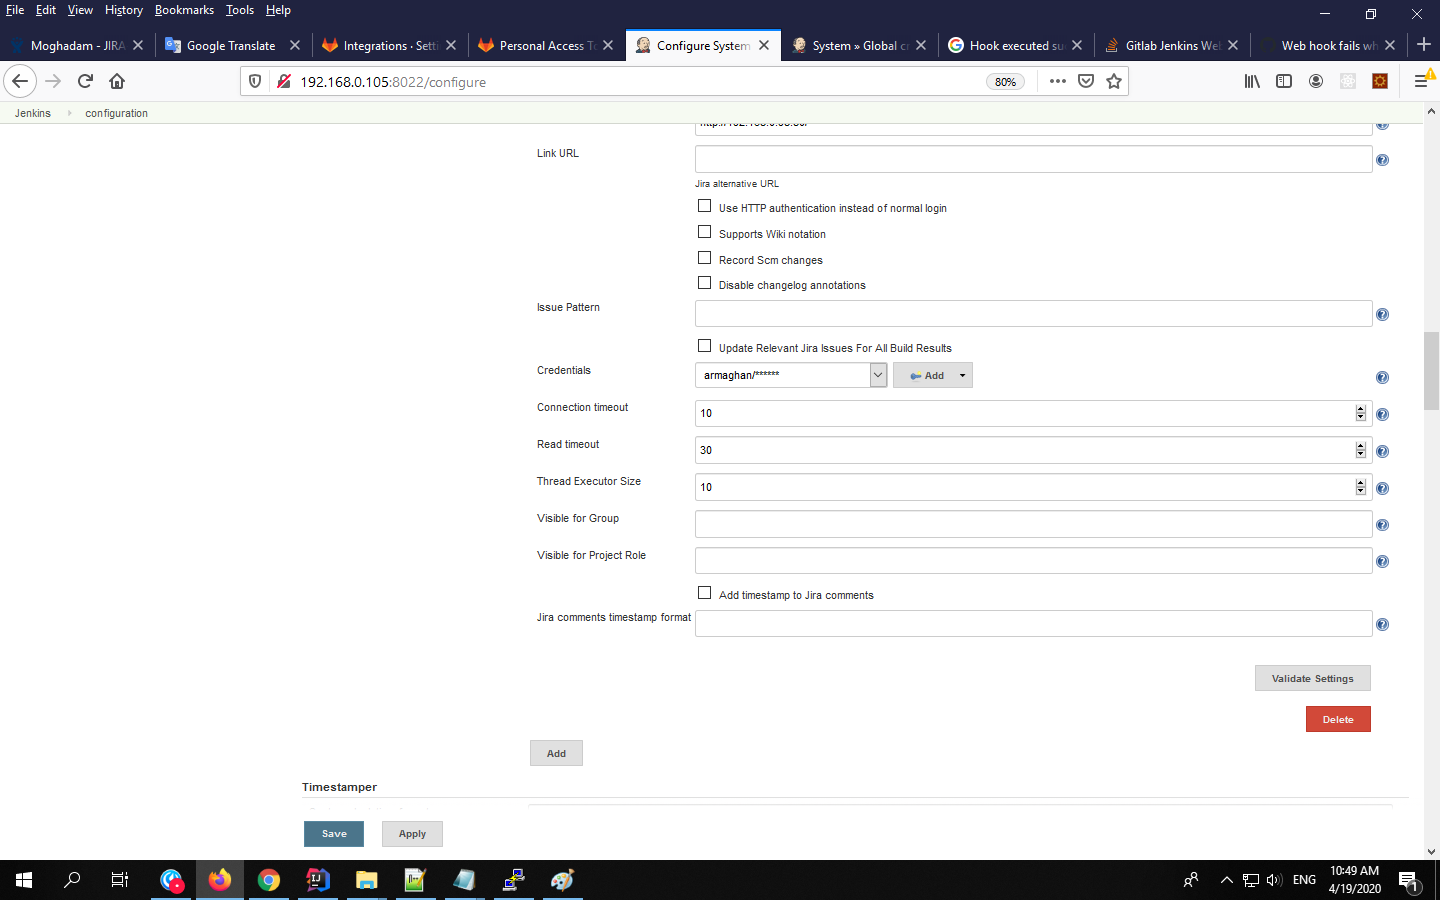 File Edit View History Bookmarks Tools Help
Moghadam - JIRA
Google Translate
Integrations · Setti
Personal Access To
Configure System
System » Global cr
Hook executed suc
Gitlab Jenkins Web
Web hook fails wh
192.168.0.105:8022/configure
80%
Jenkins
configuration
Link URL
Jira alternative URL
Use HTTP authentication instead of normal login
Supports Wiki notation
Record Scm changes
Disable changelog annotations
Issue Pattern
Update Relevant Jira Issues For All Build Results
Credentials
armaghan/******
Add
Connection timeout
10
Read timeout
30
Thread Executor Size
10
Visible for Group
Visible for Project Role
Add timestamp to Jira comments
Jira comments timestamp format
Validate Settings
Delete
Add
Timestamper
Save
Apply
ENG
10:49 AM
4/19/2020
1